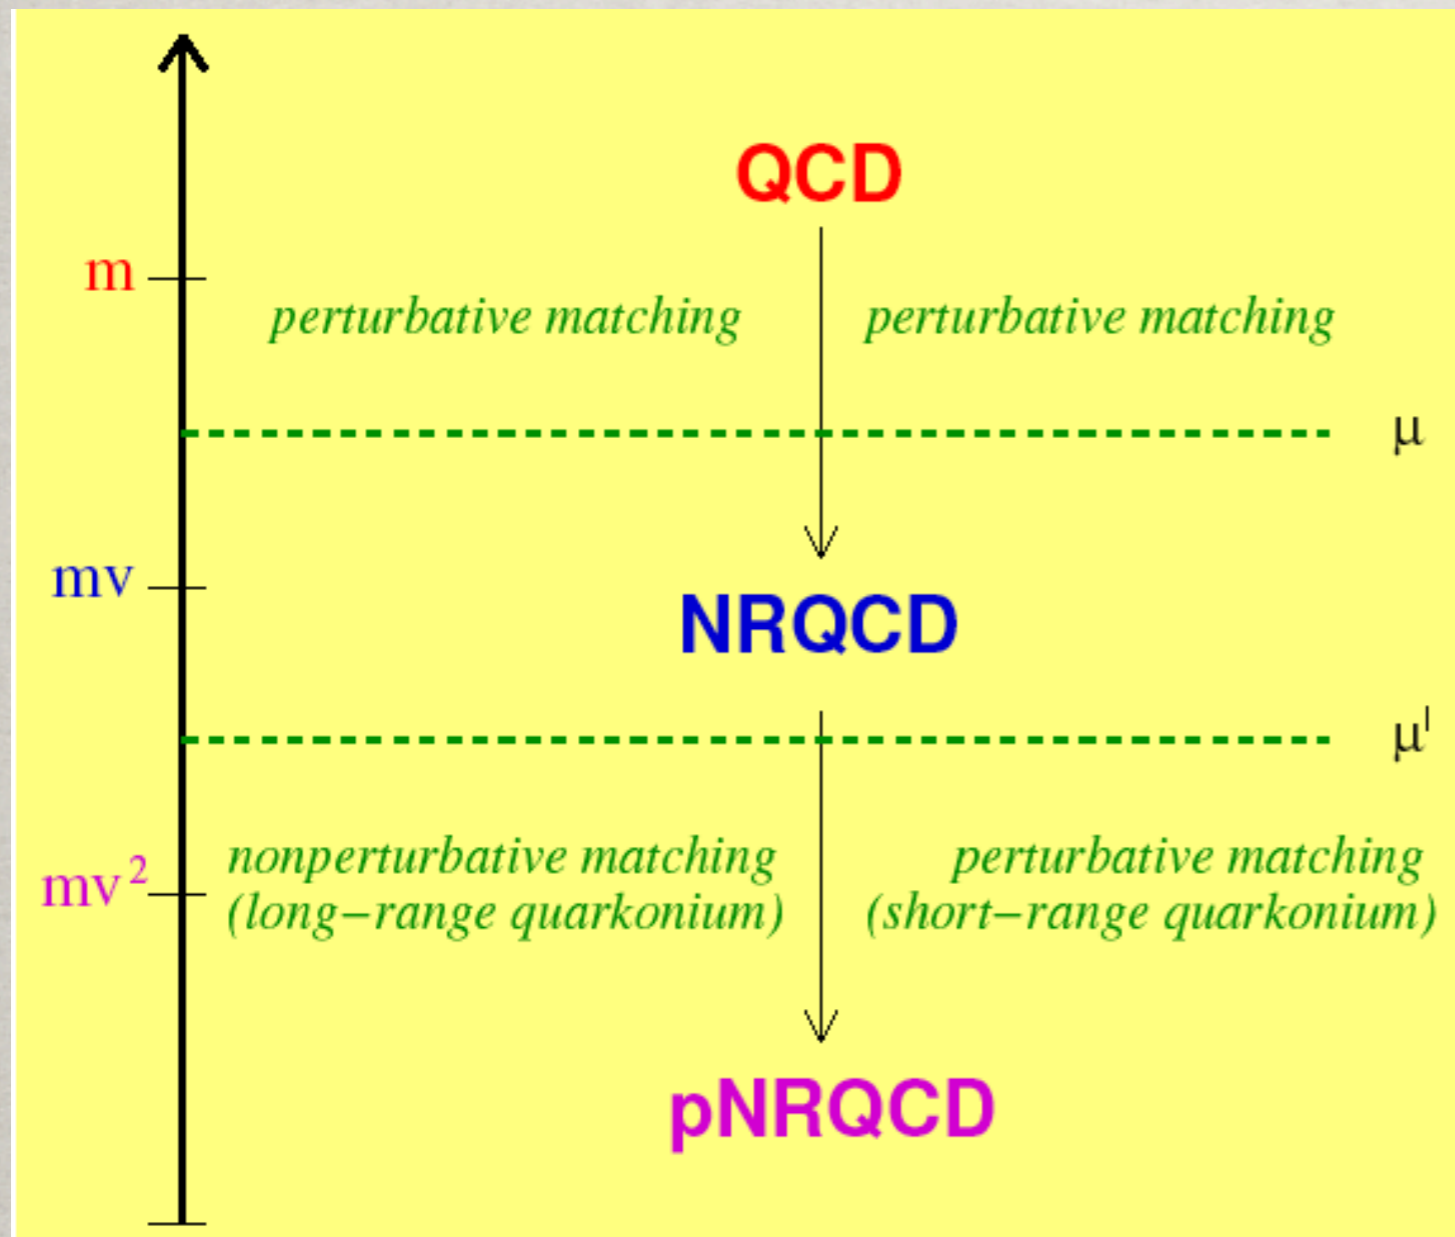 QCD
m
perturbative matching perturbative matching
μ
mv
NRQCD
μ'
nonperturbative matching perturbative matching
mv²
(long−range quarkonium) (short−range quarkonium)
pNRQCD